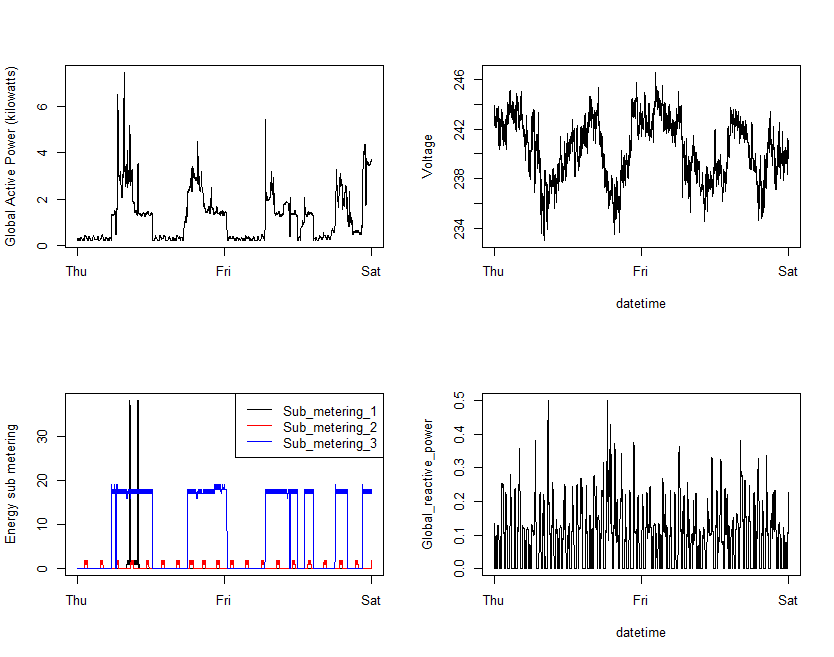 Global Active Power (kilowatts)
0 2 4 6
Thu Fri Sat
Voltage
234 238 242 246
Thu Fri Sat
datetime
Energy sub metering
0 10 20 30
Sub_metering_1
Sub_metering_2
Sub_metering_3
Thu Fri Sat
Global_reactive_power
0.0 0.1 0.2 0.3 0.4 0.5
Thu Fri Sat
datetime